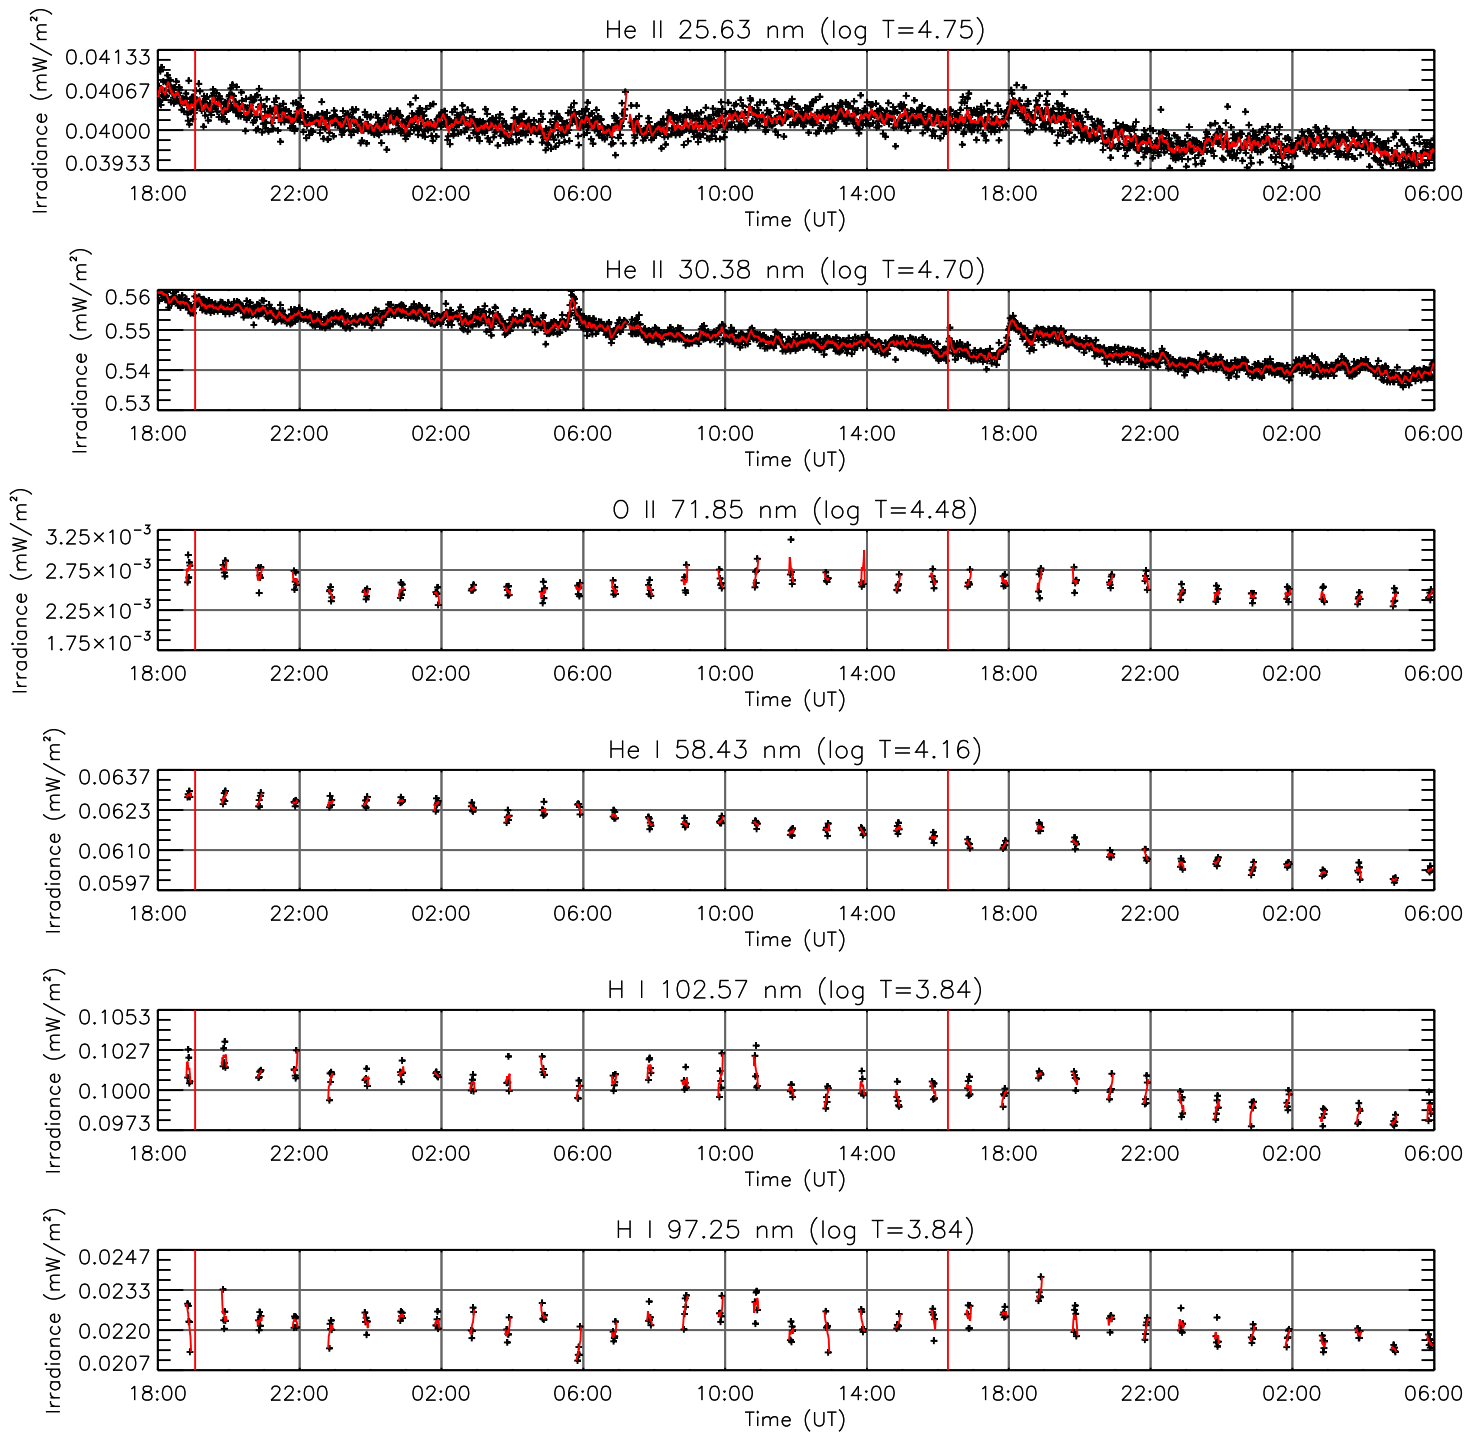 He II 25.63 nm (log T=4.75)
Irradiance (mW/m²)
0.04133
0.04067
0.04000
0.03933
18:00 22:00 02:00 06:00 10:00 14:00 18:00 22:00 02:00 06:00
Time (UT)
He II 30.38 nm (log T=4.70)
Irradiance (mW/m²)
0.56
0.55
0.54
0.53
18:00 22:00 02:00 06:00 10:00 14:00 18:00 22:00 02:00 06:00
Time (UT)
O II 71.85 nm (log T=4.48)
Irradiance (mW/m²)
3.25×10⁻³
2.75×10⁻³
2.25×10⁻³
1.75×10⁻³
18:00 22:00 02:00 06:00 10:00 14:00 18:00 22:00 02:00 06:00
Time (UT)
He I 58.43 nm (log T=4.16)
Irradiance (mW/m²)
0.0637
0.0623
0.0610
0.0597
18:00 22:00 02:00 06:00 10:00 14:00 18:00 22:00 02:00 06:00
Time (UT)
H I 102.57 nm (log T=3.84)
Irradiance (mW/m²)
0.1053
0.1027
0.1000
0.0973
18:00 22:00 02:00 06:00 10:00 14:00 18:00 22:00 02:00 06:00
Time (UT)
H I 97.25 nm (log T=3.84)
Irradiance (mW/m²)
0.0247
0.0233
0.0220
0.0207
18:00 22:00 02:00 06:00 10:00 14:00 18:00 22:00 02:00 06:00
Time (UT)